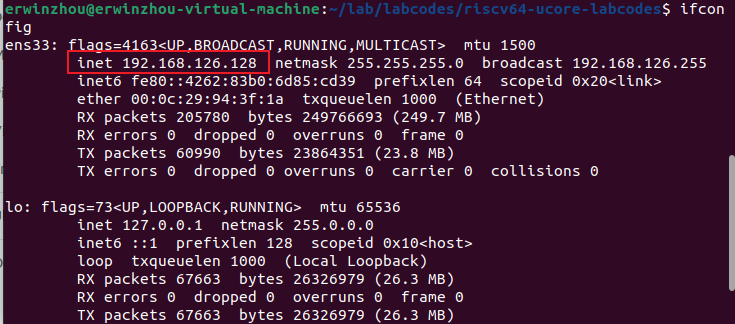 erwinzhou@erwinzhou-virtual-machine:~/lab/labcodes/riscv64-ucore-labcodes$ ifcon
fig
ens33: flags=4163<UP,BROADCAST,RUNNING,MULTICAST>  mtu 1500
        inet 192.168.126.128  netmask 255.255.255.0  broadcast 192.168.126.255
        inet6 fe80::4262:83b0:6d85:cd39  prefixlen 64  scopeid 0x20<link>
        ether 00:0c:29:94:3f:1a  txqueuelen 1000  (Ethernet)
        RX packets 205780  bytes 249766693 (249.7 MB)
        RX errors 0  dropped 0  overruns 0  frame 0
        TX packets 60990  bytes 23864351 (23.8 MB)
        TX errors 0  dropped 0 overruns 0  carrier 0  collisions 0

lo: flags=73<UP,LOOPBACK,RUNNING>  mtu 65536
        inet 127.0.0.1  netmask 255.0.0.0
        inet6 ::1  prefixlen 128  scopeid 0x10<host>
        loop  txqueuelen 1000  (Local Loopback)
        RX packets 67663  bytes 26326979 (26.3 MB)
        RX errors 0  dropped 0  overruns 0  frame 0
        TX packets 67663  bytes 26326979 (26.3 MB)